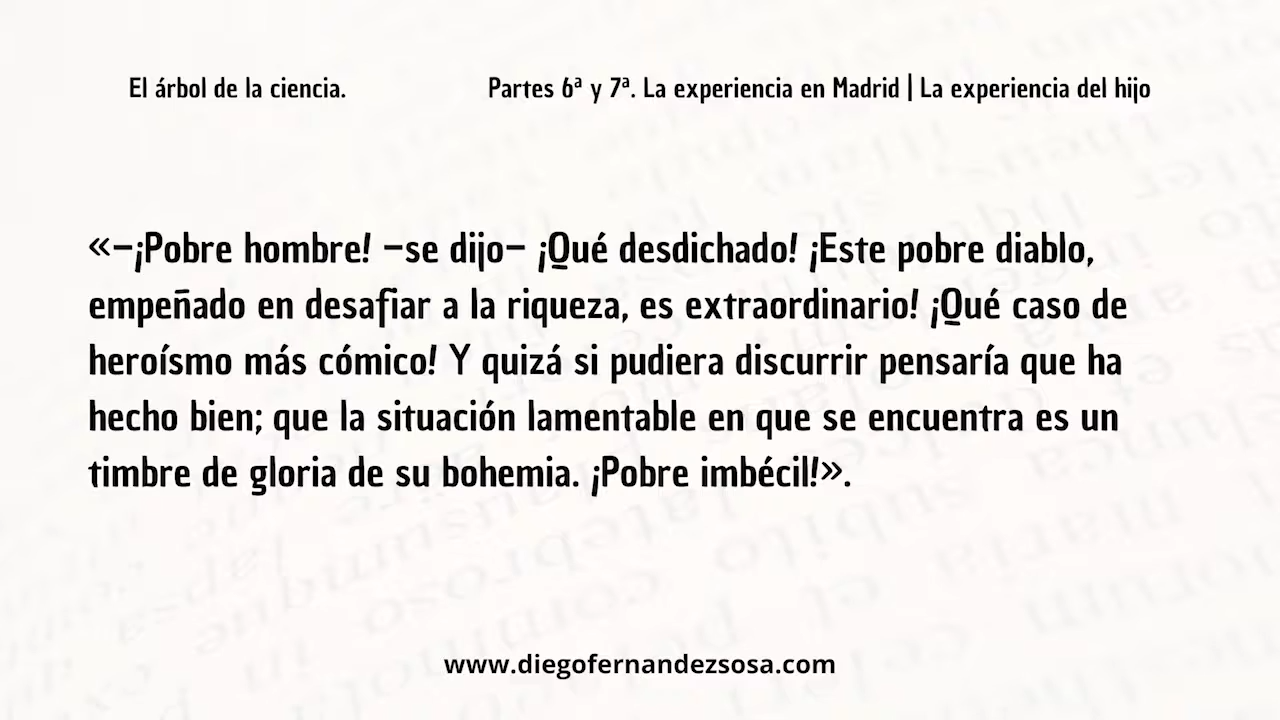 El árbol de la ciencia.
Partes 6ª y 7ª. La experiencia en Madrid | La experiencia del hijo
«–¡Pobre hombre! –se dijo– ¡Qué desdichado! ¡Este pobre diablo,
empeñado en desafiar a la riqueza, es extraordinario! ¡Qué caso de
heroísmo más cómico! Y quizá si pudiera discurrir pensaría que ha
hecho bien; que la situación lamentable en que se encuentra es un
timbre de gloria de su bohemia. ¡Pobre imbécil!».
www.diegofernandezsosa.com